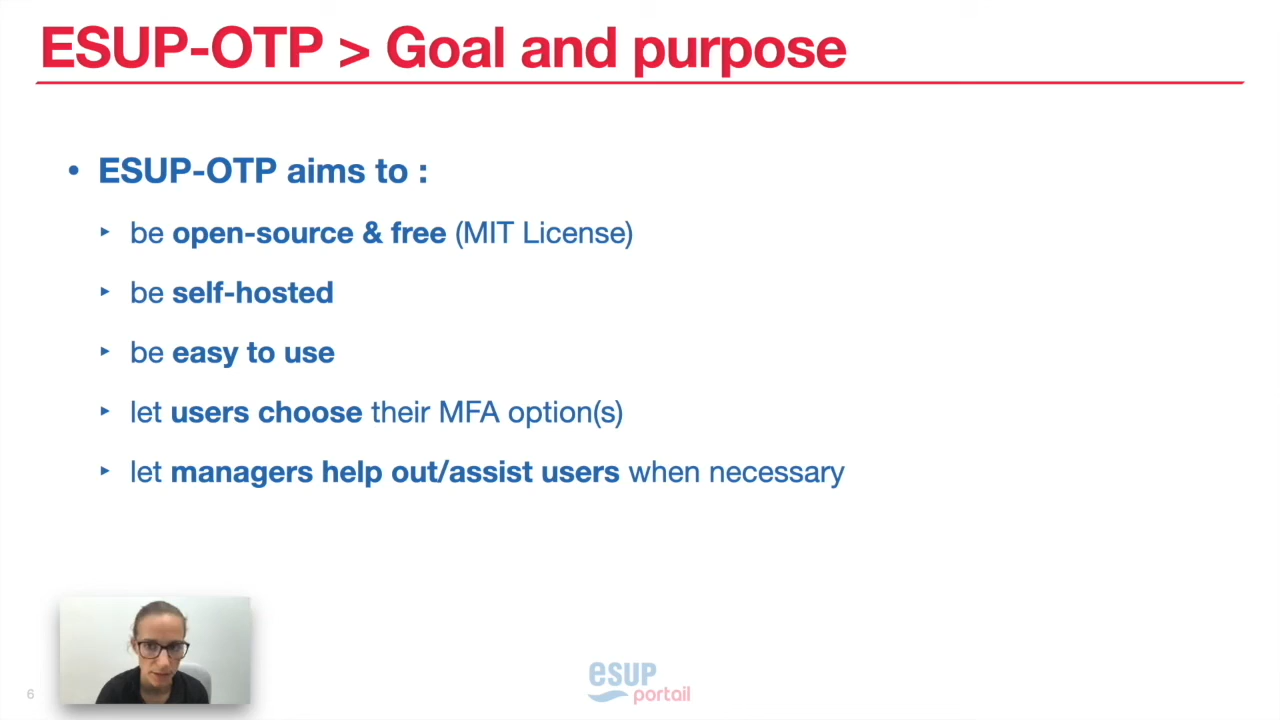 ESUP-OTP > Goal and purpose
• ESUP-OTP aims to :
‣ be open-source & free (MIT License)
‣ be self-hosted
‣ be easy to use
‣ let users choose their MFA option(s)
‣ let managers help out/assist users when necessary
6
esup
portail